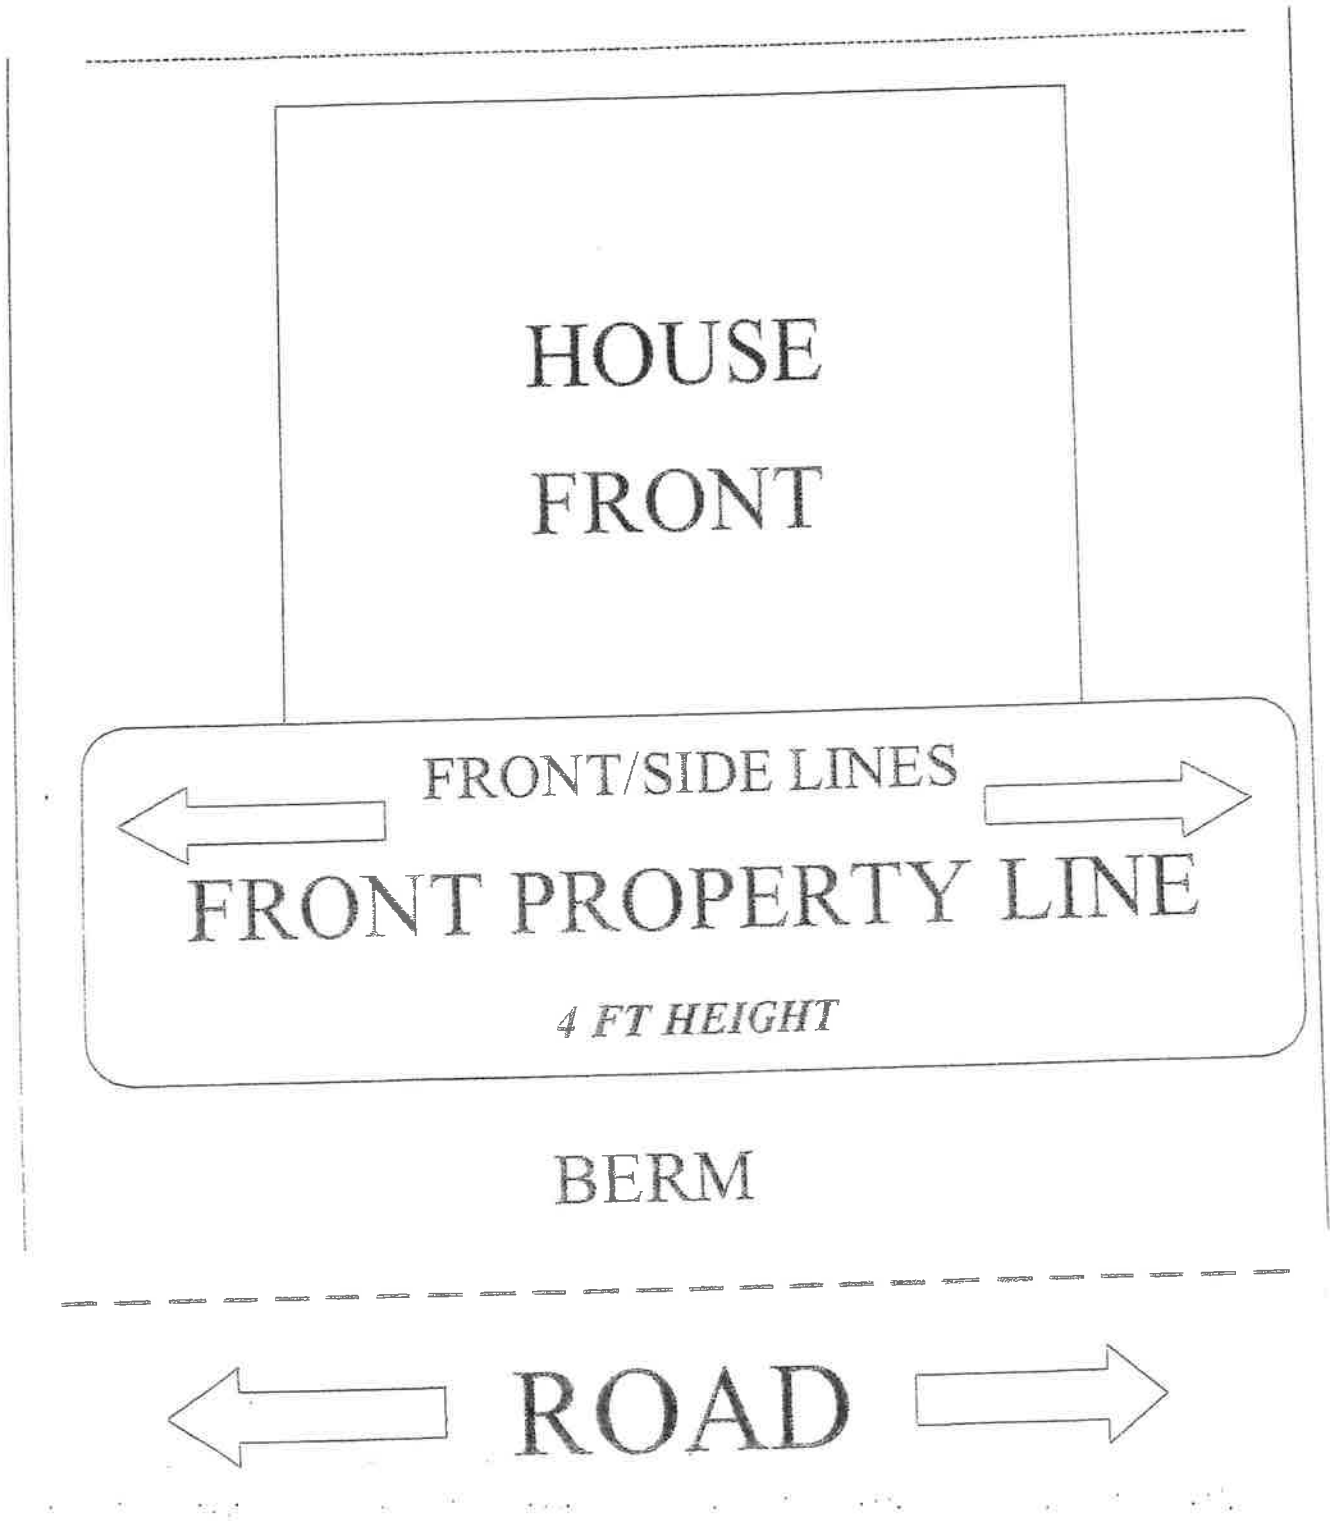 HOUSE
FRONT
FRONT/SIDE LINES
FRONT PROPERTY LINE
4 FT HEIGHT
BERM
ROAD